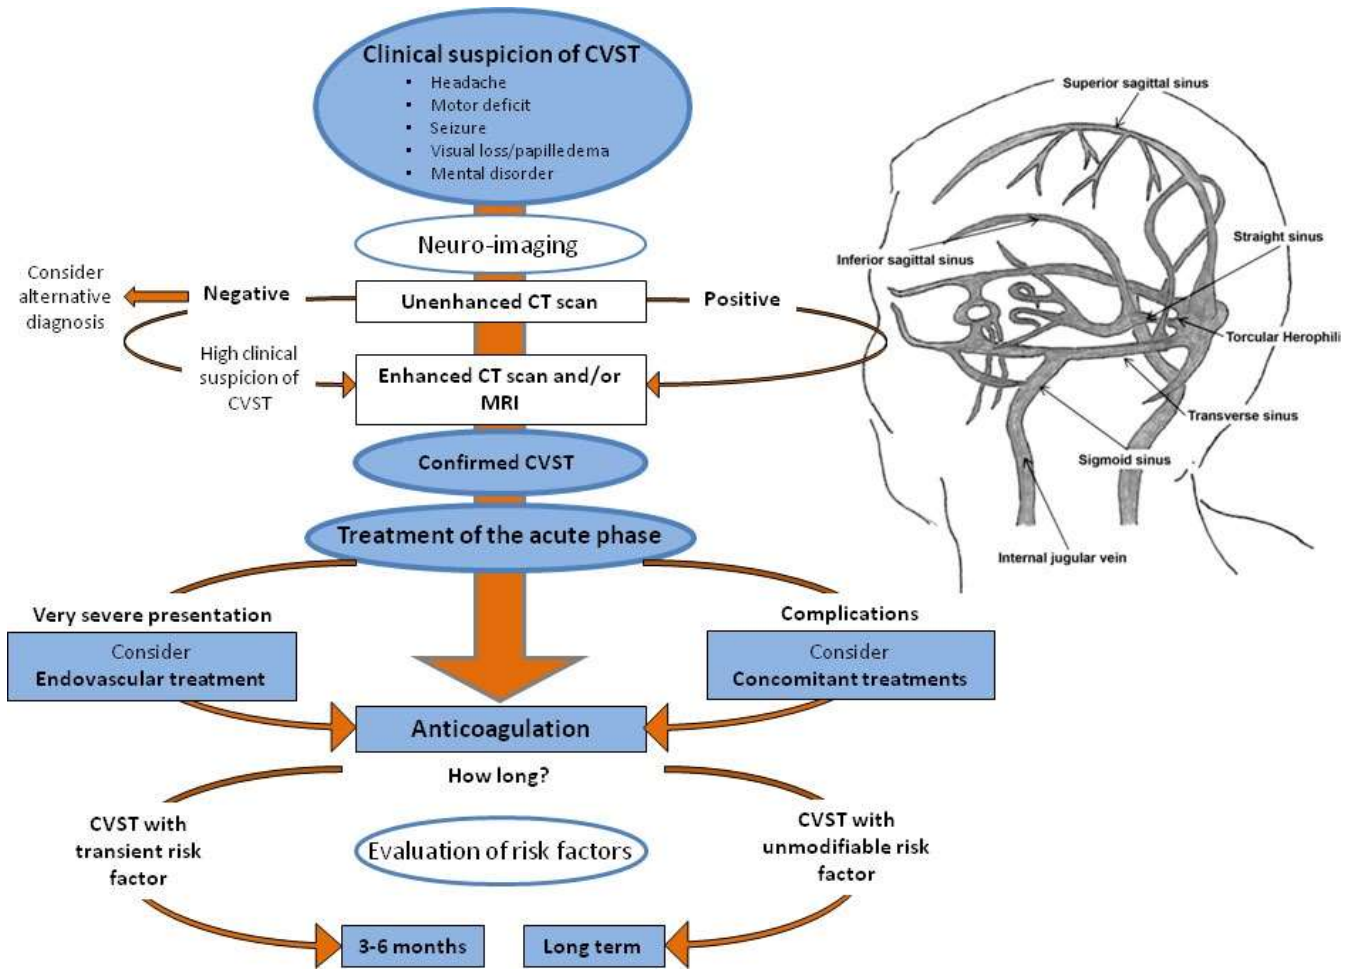 Clinical suspicion of CVST
▪ Headache
▪ Motor deficit
▪ Seizure
▪ Visual loss/papilledema
▪ Mental disorder
Neuro-imaging
Consider
alternative
diagnosis
Negative
Unenhanced CT scan
Positive
High clinical
suspicion of
CVST
Enhanced CT scan and/or
MRI
Confirmed CVST
Treatment of the acute phase
Very severe presentation
Consider
Endovascular treatment
Complications
Consider
Concomitant treatments
Anticoagulation
How long?
CVST with
transient risk
factor
Evaluation of risk factors
CVST with
unmodifiable risk
factor
3-6 months
Long term
Superior sagittal sinus
Straight sinus
Inferior sagittal sinus
Torcular Herophili
Transverse sinus
Sigmoid sinus
Internal jugular vein